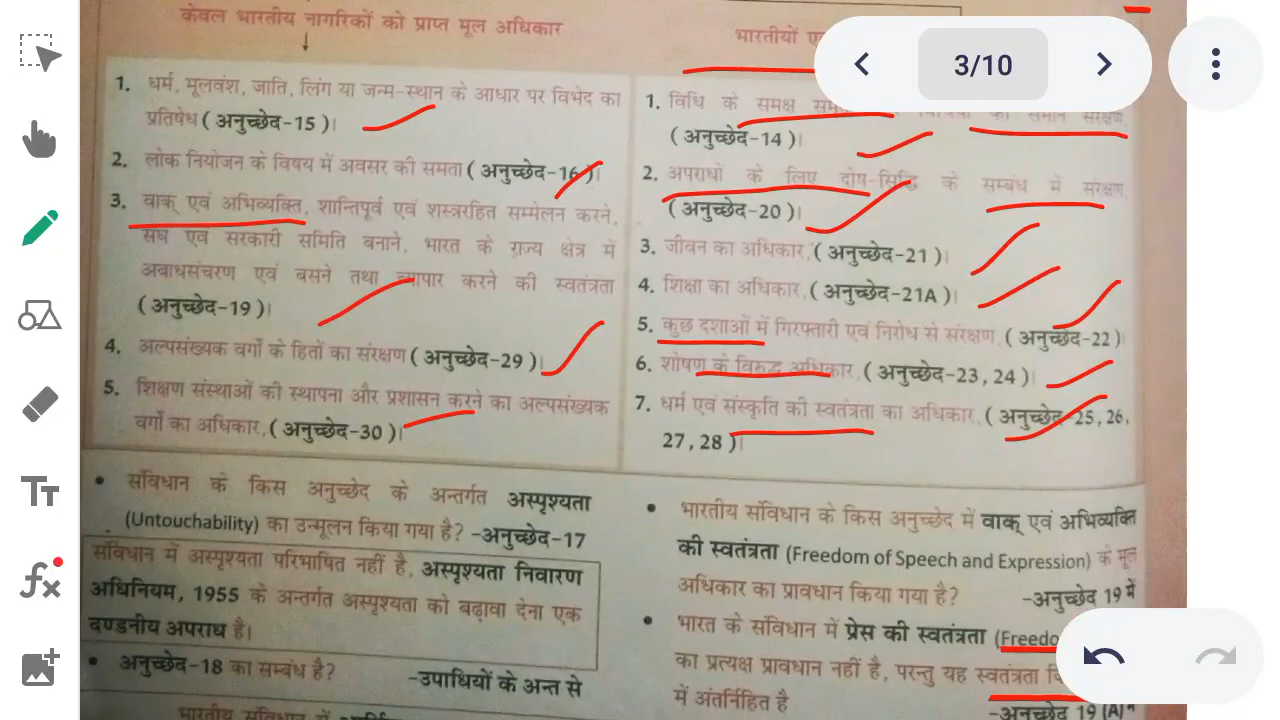 केवल भारतीय नागरिकों को प्राप्त मूल अधिकार
1. धर्म, मूलवंश, जाति, लिंग या जन्म-स्थान के आधार पर विभेद का
प्रतिषेध ( अनुच्छेद-15 )।
2. लोक नियोजन के विषय में अवसर की समता ( अनुच्छेद-16 )।
3. वाक् एवं अभिव्यक्ति, शान्तिपूर्व एवं शस्त्ररहित सम्मेलन करने,
संघ एवं सरकारी समिति बनाने, भारत के राज्य क्षेत्र में
अबाधसंचरण एवं बसने तथा व्यापार करने की स्वतंत्रता
( अनुच्छेद-19 )।
4. अल्पसंख्यक वर्गों के हितों का संरक्षण ( अनुच्छेद-29 )।
5. शिक्षण संस्थाओं की स्थापना और प्रशासन करने का अल्पसंख्यक
वर्गों का अधिकार, ( अनुच्छेद-30 )।
भारतीयों
1. विधि के समक्ष का समान संरक्षण,
( अनुच्छेद-14 )।
2. अपराधों के लिए दोष-सिद्धि के सम्बंध में संरक्षण,
( अनुच्छेद-20 )।
3. जीवन का अधिकार, ( अनुच्छेद-21 )।
4. शिक्षा का अधिकार, ( अनुच्छेद-21A )।
5. कुछ दशाओं में गिरफ्तारी एवं निरोध से संरक्षण, ( अनुच्छेद-22 )।
6. शोषण के विरुद्ध अधिकार, ( अनुच्छेद-23, 24 )।
7. धर्म एवं संस्कृति की स्वतंत्रता का अधिकार, ( अनुच्छेद-25, 26,
27, 28 )।
• संविधान के किस अनुच्छेद के अन्तर्गत अस्पृश्यता
(Untouchability) का उन्मूलन किया गया है? -अनुच्छेद-17
संविधान में अस्पृश्यता परिभाषित नहीं है, अस्पृश्यता निवारण
अधिनियम, 1955 के अन्तर्गत अस्पृश्यता को बढ़ावा देना एक
दण्डनीय अपराध है।
• अनुच्छेद-18 का सम्बंध है? -उपाधियों के अन्त से
भारतीय संविधान में
• भारतीय संविधान के किस अनुच्छेद में वाक् एवं अभिव्यक्ति
की स्वतंत्रता (Freedom of Speech and Expression) के मूल
अधिकार का प्रावधान किया गया है? -अनुच्छेद 19 में
• भारत के संविधान में प्रेस की स्वतंत्रता
का प्रत्यक्ष प्रावधान नहीं है, परन्तु यह स्वतंत्रता
में अंतर्निहित है -अनुच्छेद 19 (A)
3/10